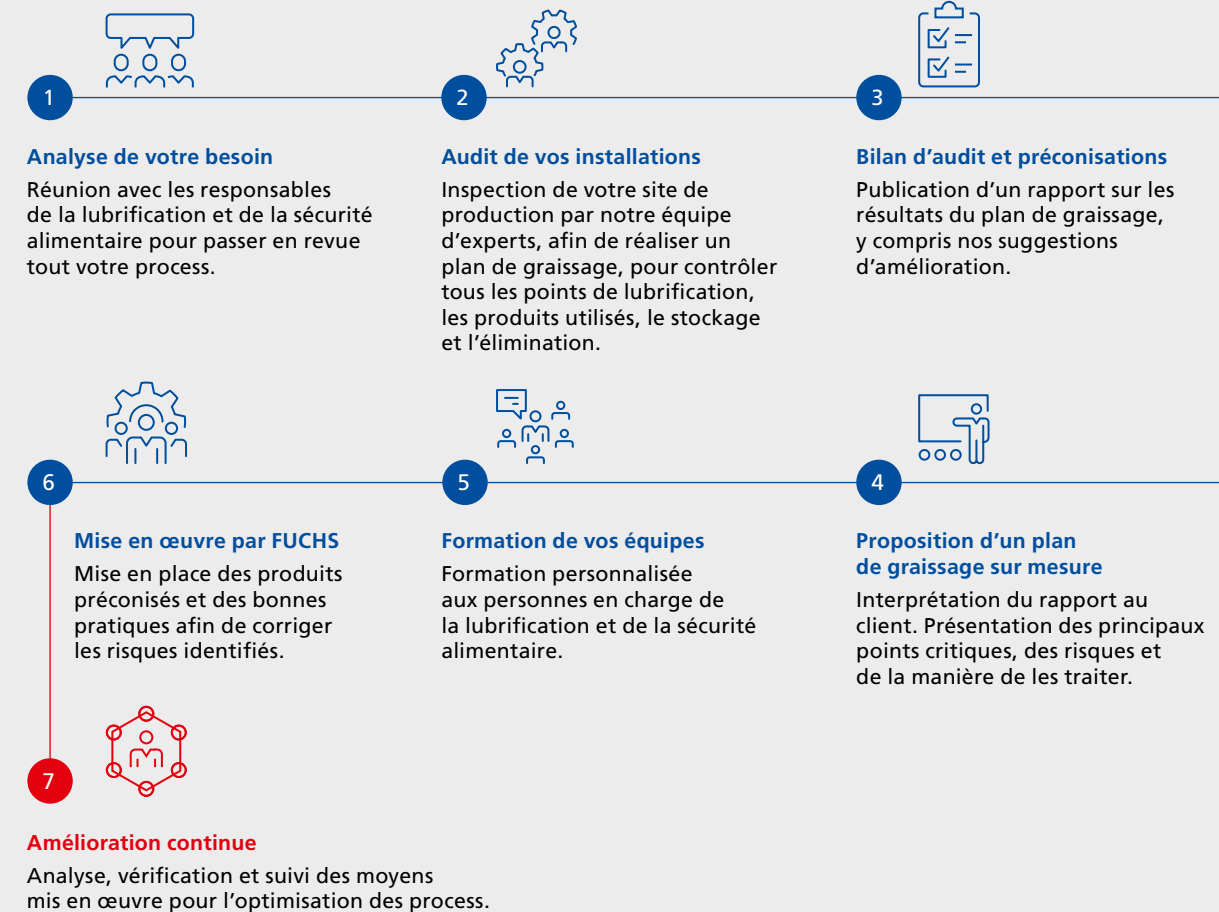 1
Analyse de votre besoin
Réunion avec les responsables
de la lubrification et de la sécurité
alimentaire pour passer en revue
tout votre process.
2
Audit de vos installations
Inspection de votre site de
production par notre équipe
d'experts, afin de réaliser un
plan de graissage, pour contrôler
tous les points de lubrification,
les produits utilisés, le stockage
et l'élimination.
3
Bilan d'audit et préconisations
Publication d'un rapport sur les
résultats du plan de graissage,
y compris nos suggestions
d'amélioration.
4
Proposition d'un plan
de graissage sur mesure
Interprétation du rapport au
client. Présentation des principaux
points critiques, des risques et
de la manière de les traiter.
5
Formation de vos équipes
Formation personnalisée
aux personnes en charge de
la lubrification et de la sécurité
alimentaire.
6
Mise en œuvre par FUCHS
Mise en place des produits
préconisés et des bonnes
pratiques afin de corriger
les risques identifiés.
7
Amélioration continue
Analyse, vérification et suivi des moyens
mis en œuvre pour l'optimisation des process.